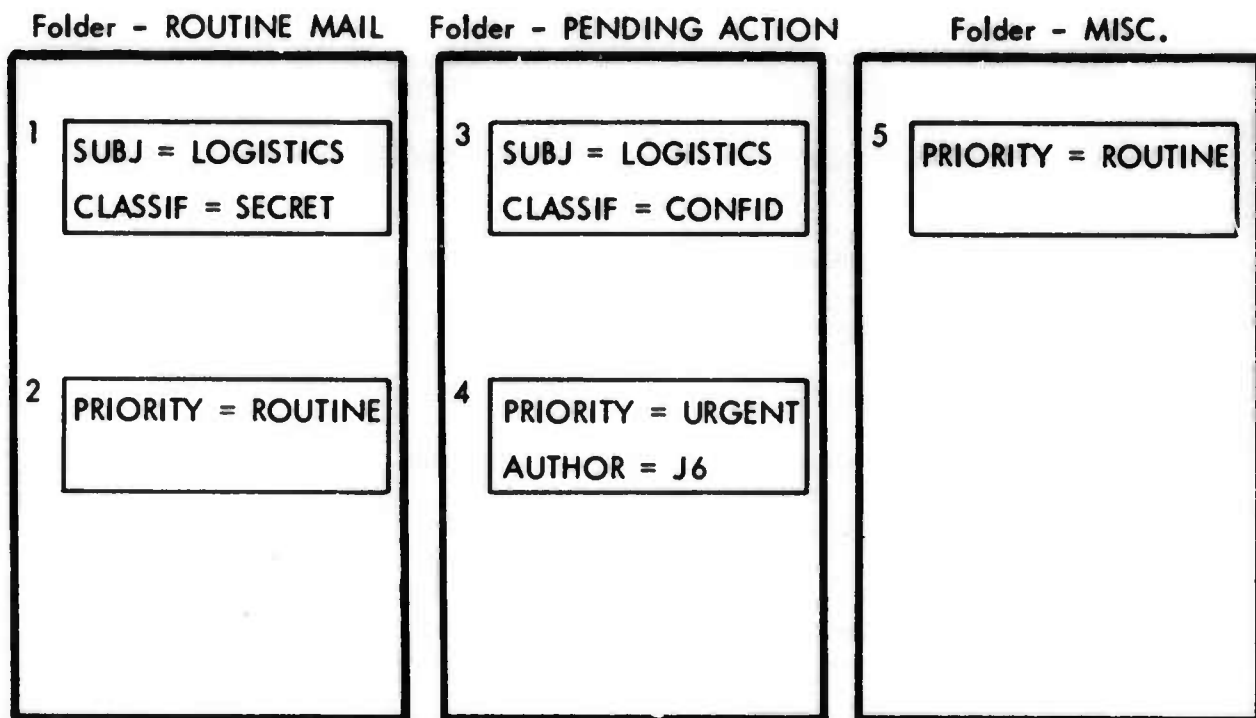 Folder - ROUTINE MAIL
1
SUBJ = LOGISTICS
CLASSIF = SECRET
2
PRIORITY = ROUTINE
Folder - PENDING ACTION
3
SUBJ = LOGISTICS
CLASSIF = CONFID
4
PRIORITY = URGENT
AUTHOR = J6
Folder - MISC.
5
PRIORITY = ROUTINE